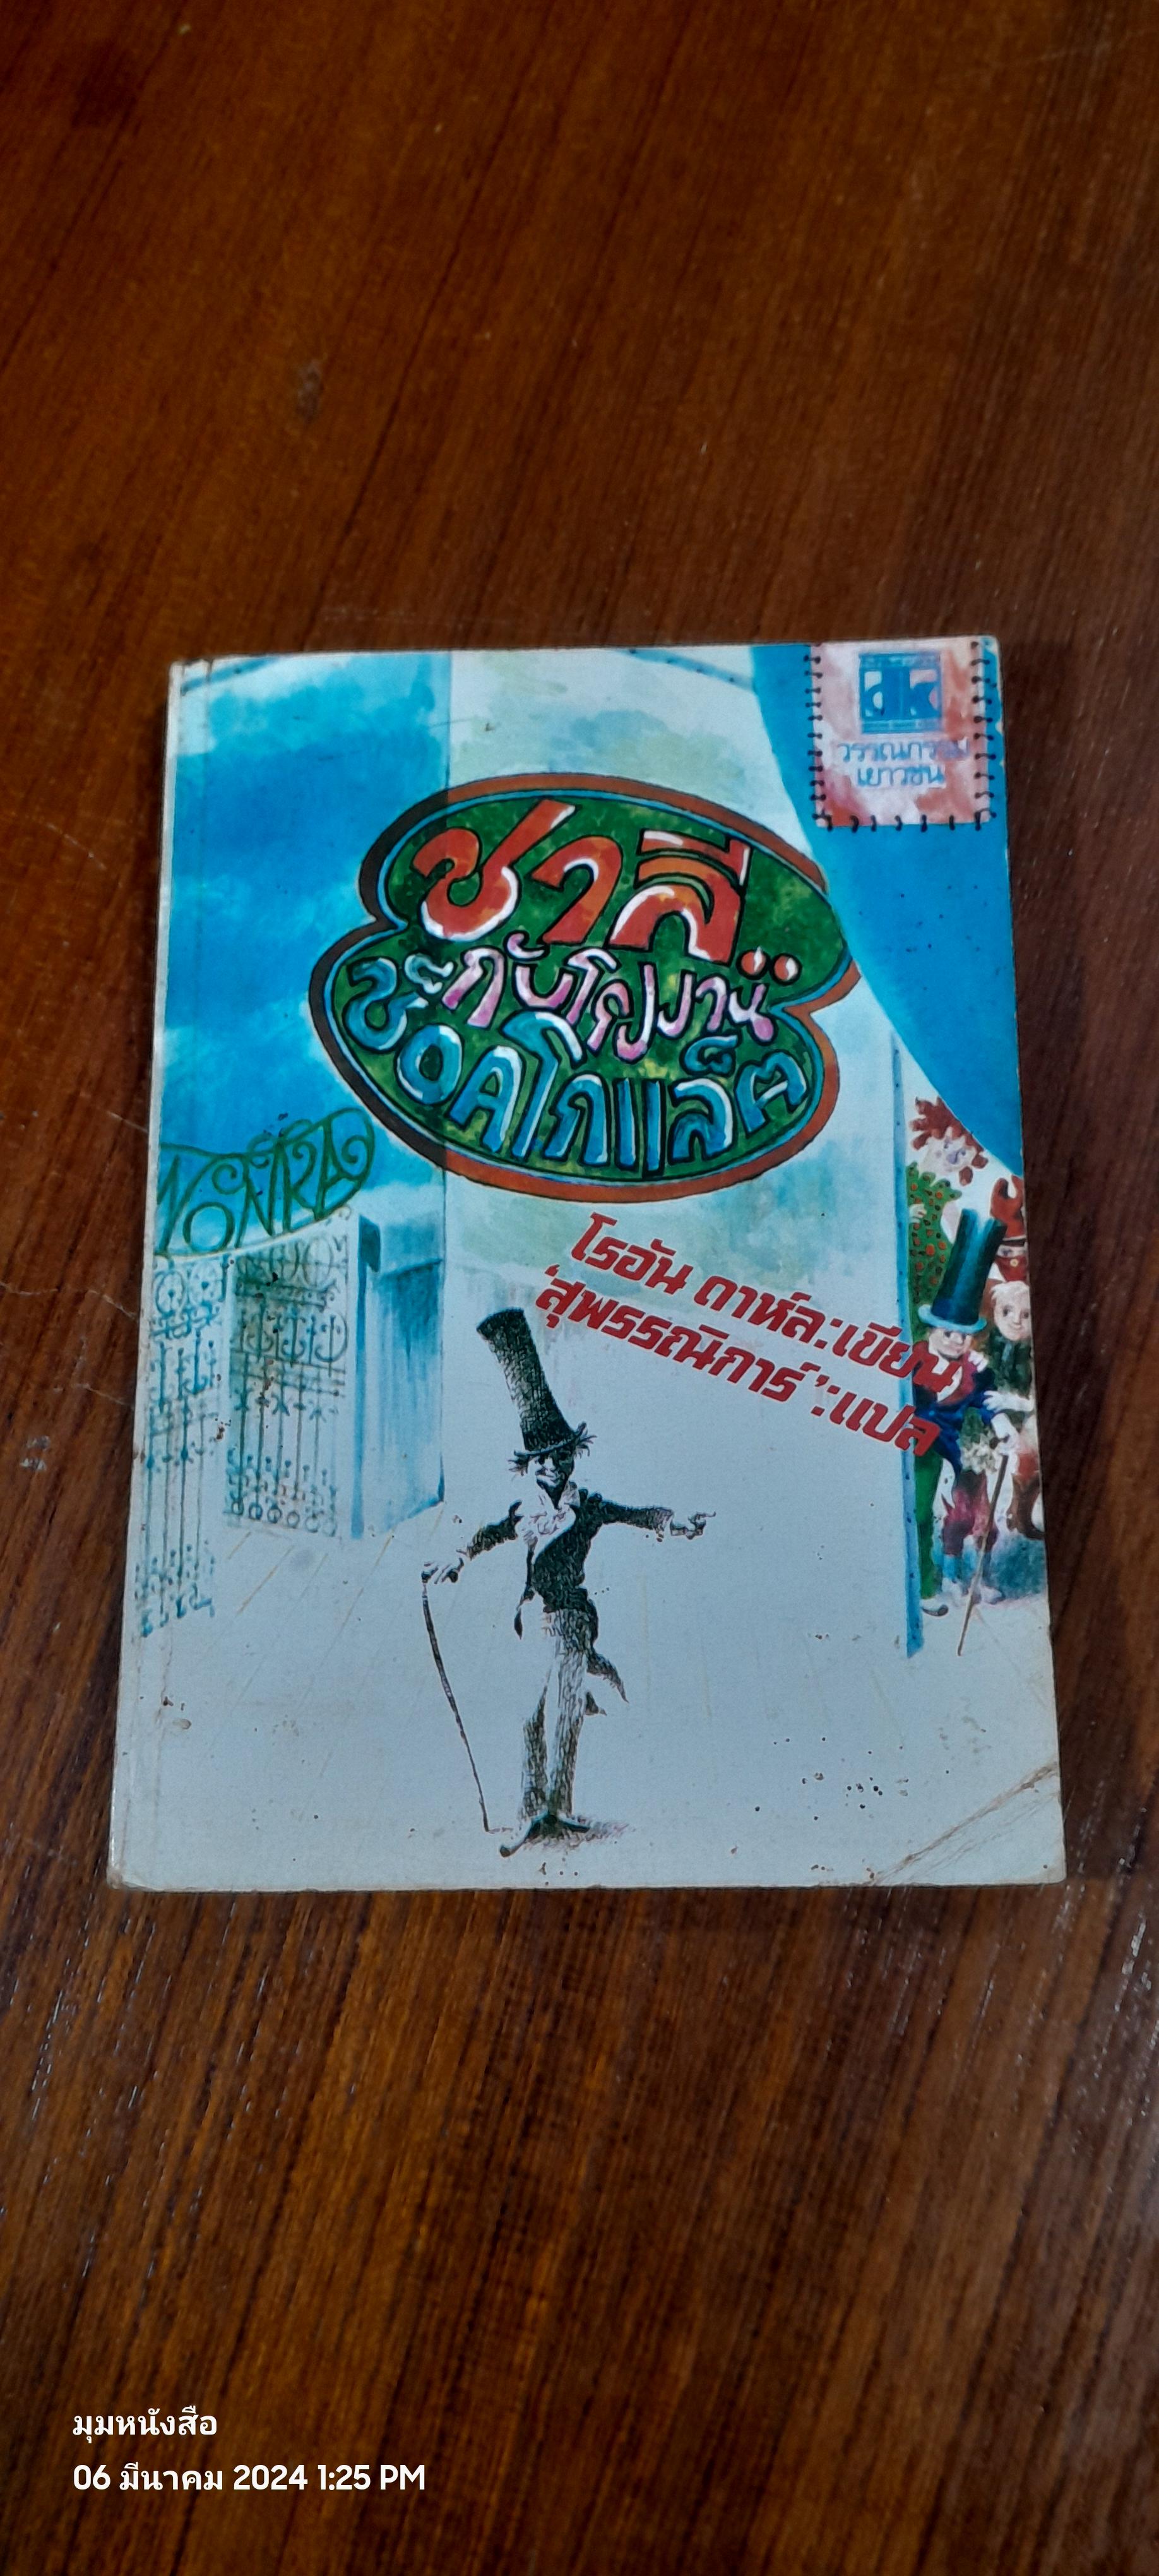 dk
วรรณกรรม
เยาวชน
ชาลี
กับโรงงาน
ช็อคโกแล็ต
WONKA
โรอัน ดาห์ล:เขียน
'สุพรรณิการ์':แปล
มุมหนังสือ
06 มีนาคม 2024 1:25 PM